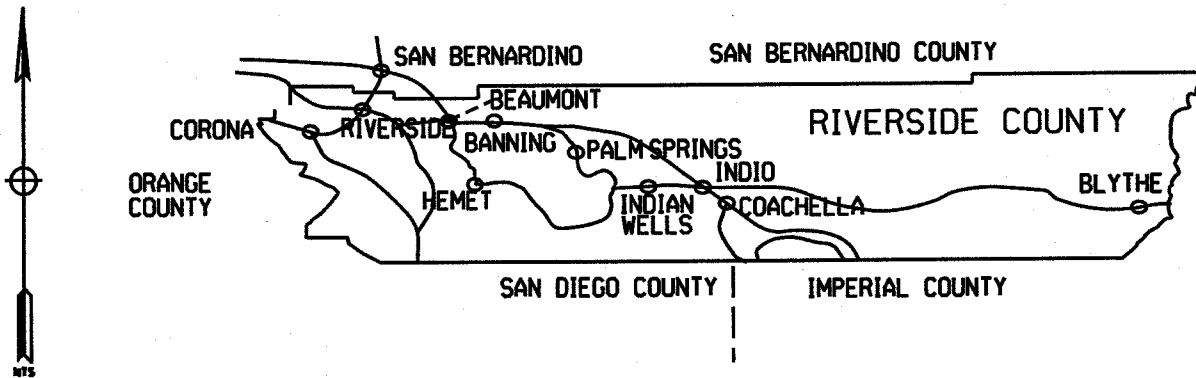 SAN BERNARDINO
SAN BERNARDINO COUNTY
BEAUMONT
RIVERSIDE COUNTY
CORONA
RIVERSIDE
BANNING
PALM SPRINGS
INDIO
ORANGE
COUNTY
HEMET
INDIAN
WELLS
COACHELLA
BLYTHE
SAN DIEGO COUNTY
IMPERIAL COUNTY
NTS